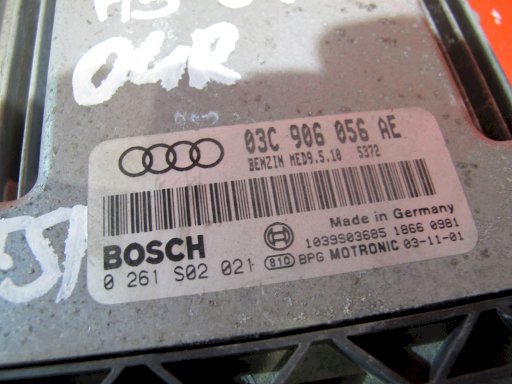 04R
03C 906 056 AE
BENZIN MED9.5.10 5372
BOSCH
0 261 S02 021
Made in Germany
1039S03685 1866 0981
810 BPG MOTRONIC 03-11-01